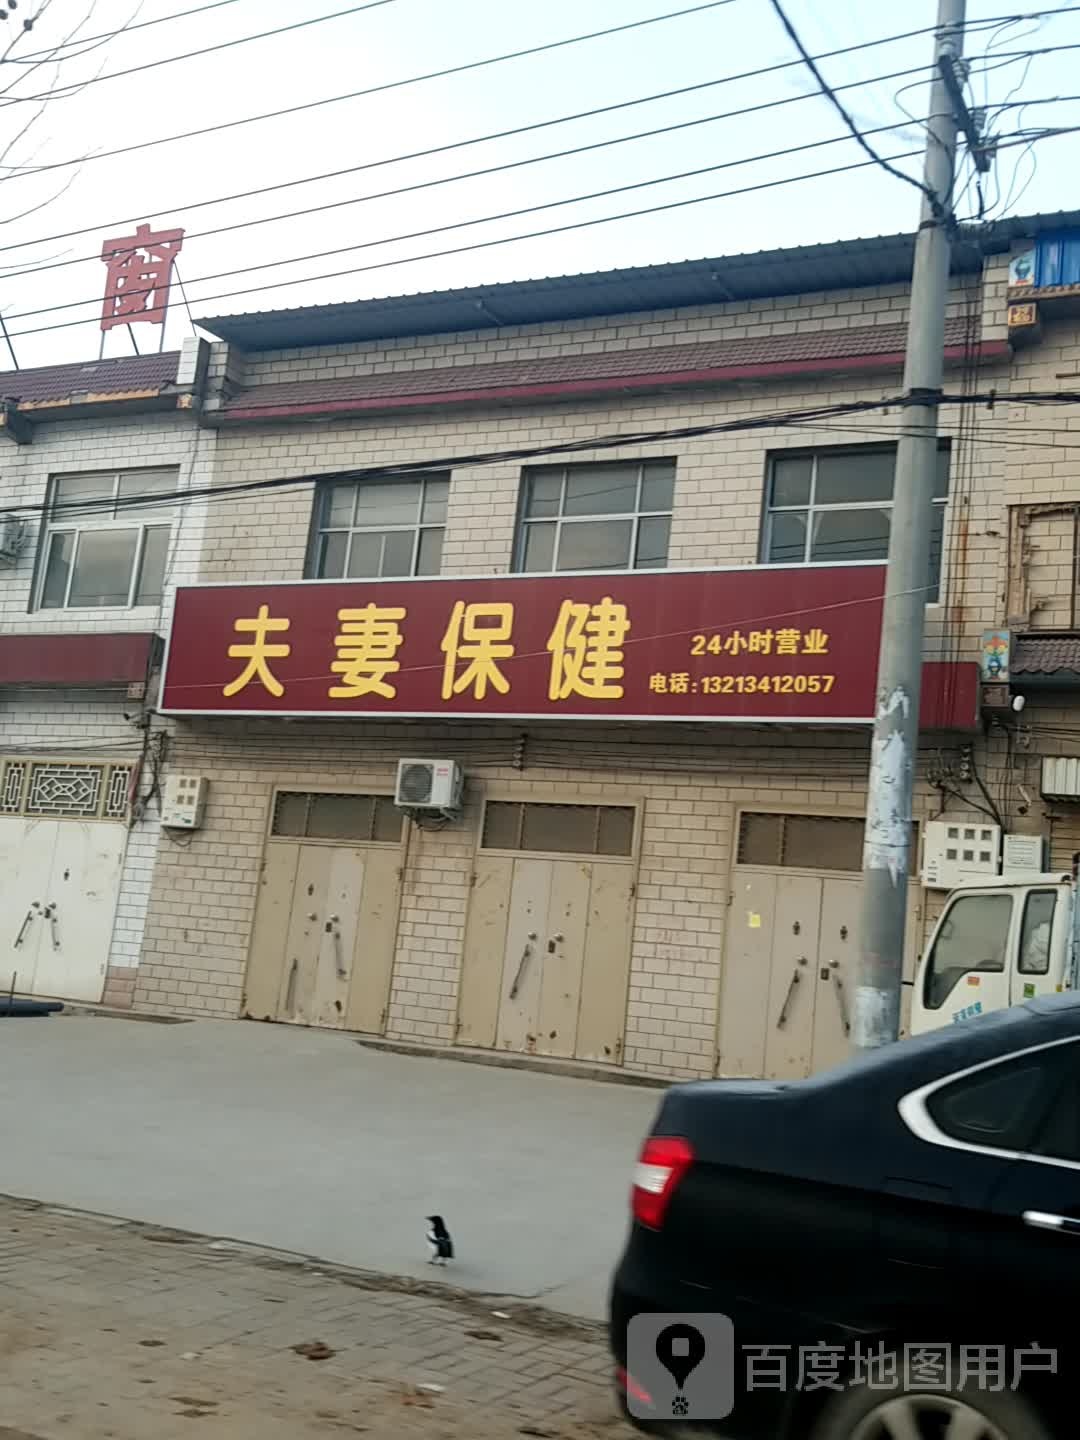 窗
夫妻保健
24小时营业
电话:13213412057
百度地图用户